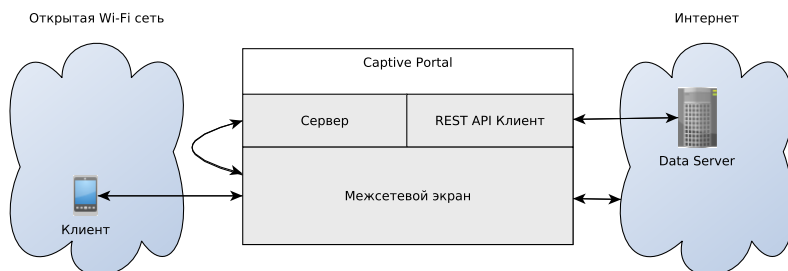 Открытая Wi-Fi сеть
Интернет
Captive Portal
Сервер
REST API Клиент
Data Server
Межсетевой экран
Клиент